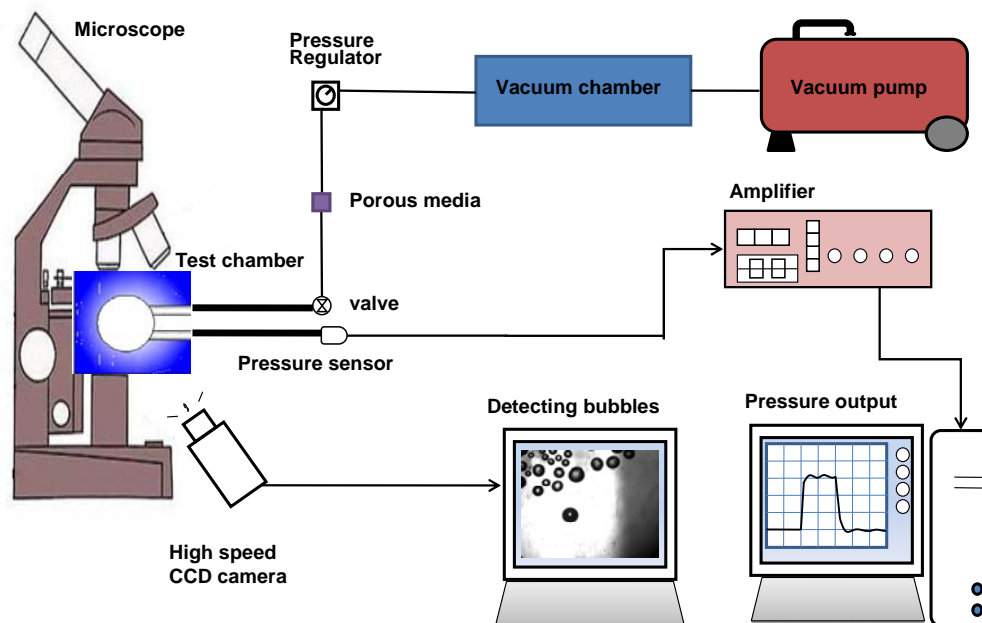 Microscope
Pressure
Regulator
Vacuum chamber
Vacuum pump
Porous media
Amplifier
Test chamber
valve
Pressure sensor
Detecting bubbles
Pressure output
High speed
CCD camera